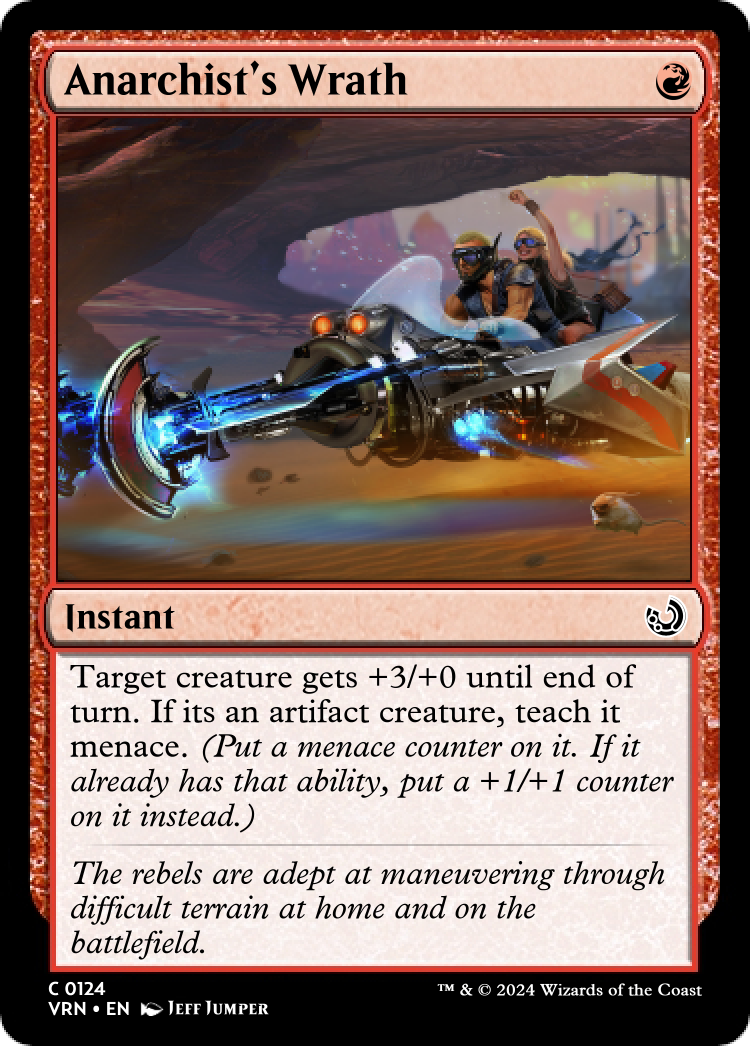 Anarchist's Wrath
Instant
Target creature gets +3/+0 until end of
turn. If its an artifact creature, teach it
menace. (Put a menace counter on it. If it
already has that ability, put a +1/+1 counter
on it instead.)
The rebels are adept at maneuvering through
difficult terrain at home and on the
battlefield.
C 0124
VRN • EN Jeff Jumper
™ & © 2024 Wizards of the Coast